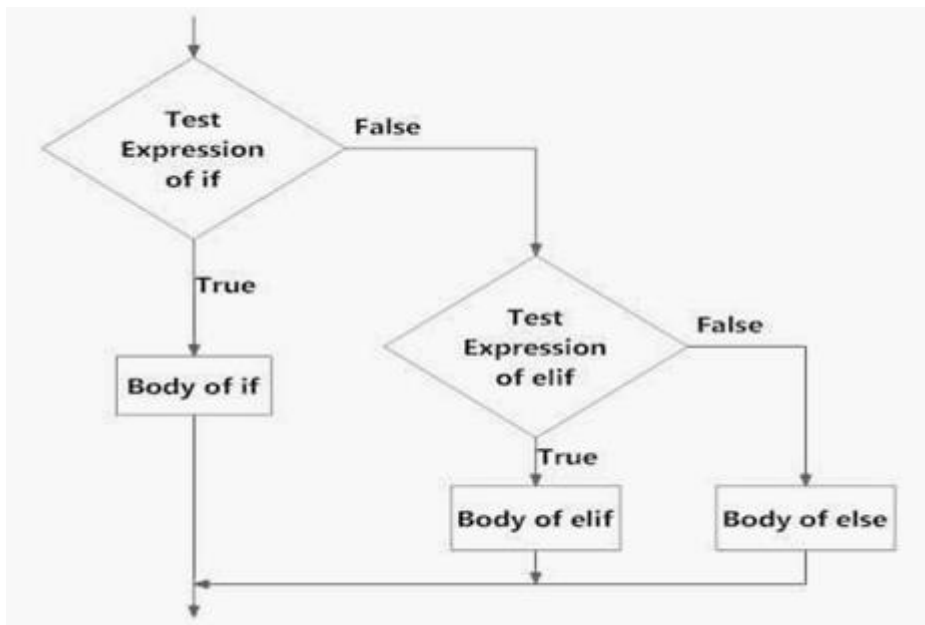 Test
Expression
of if
False
True
Body of if
Test
Expression
of elif
False
True
Body of elif
Body of else